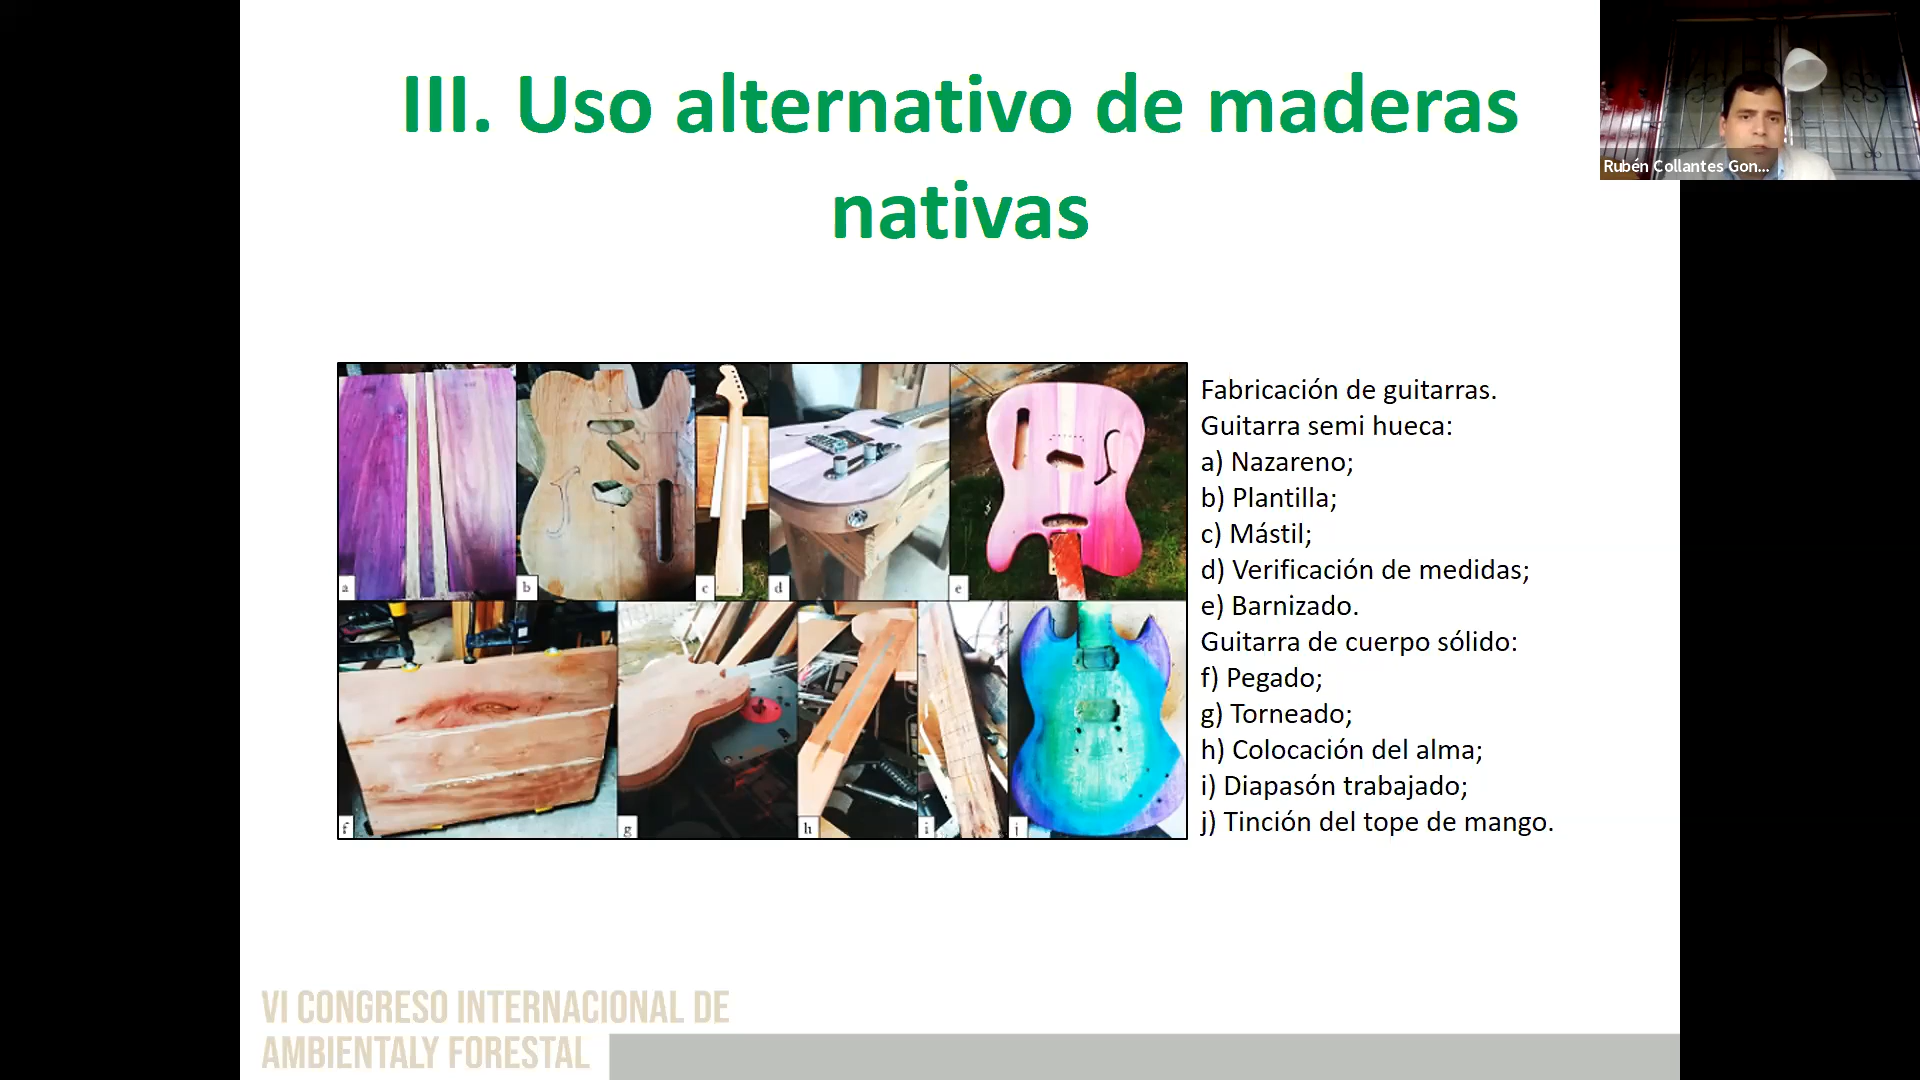 III. Uso alternativo de maderas
nativas
Rubén Collantes Gon...
Fabricación de guitarras.
Guitarra semi hueca:
a) Nazareno;
b) Plantilla;
c) Mástil;
d) Verificación de medidas;
e) Barnizado.
Guitarra de cuerpo sólido:
f) Pegado;
g) Torneado;
h) Colocación del alma;
i) Diapasón trabajado;
j) Tinción del tope de mango.
a
b
c
d
e
f
g
h
i
j
VI CONGRESO INTERNACIONAL DE
AMBIENTALY FORESTAL